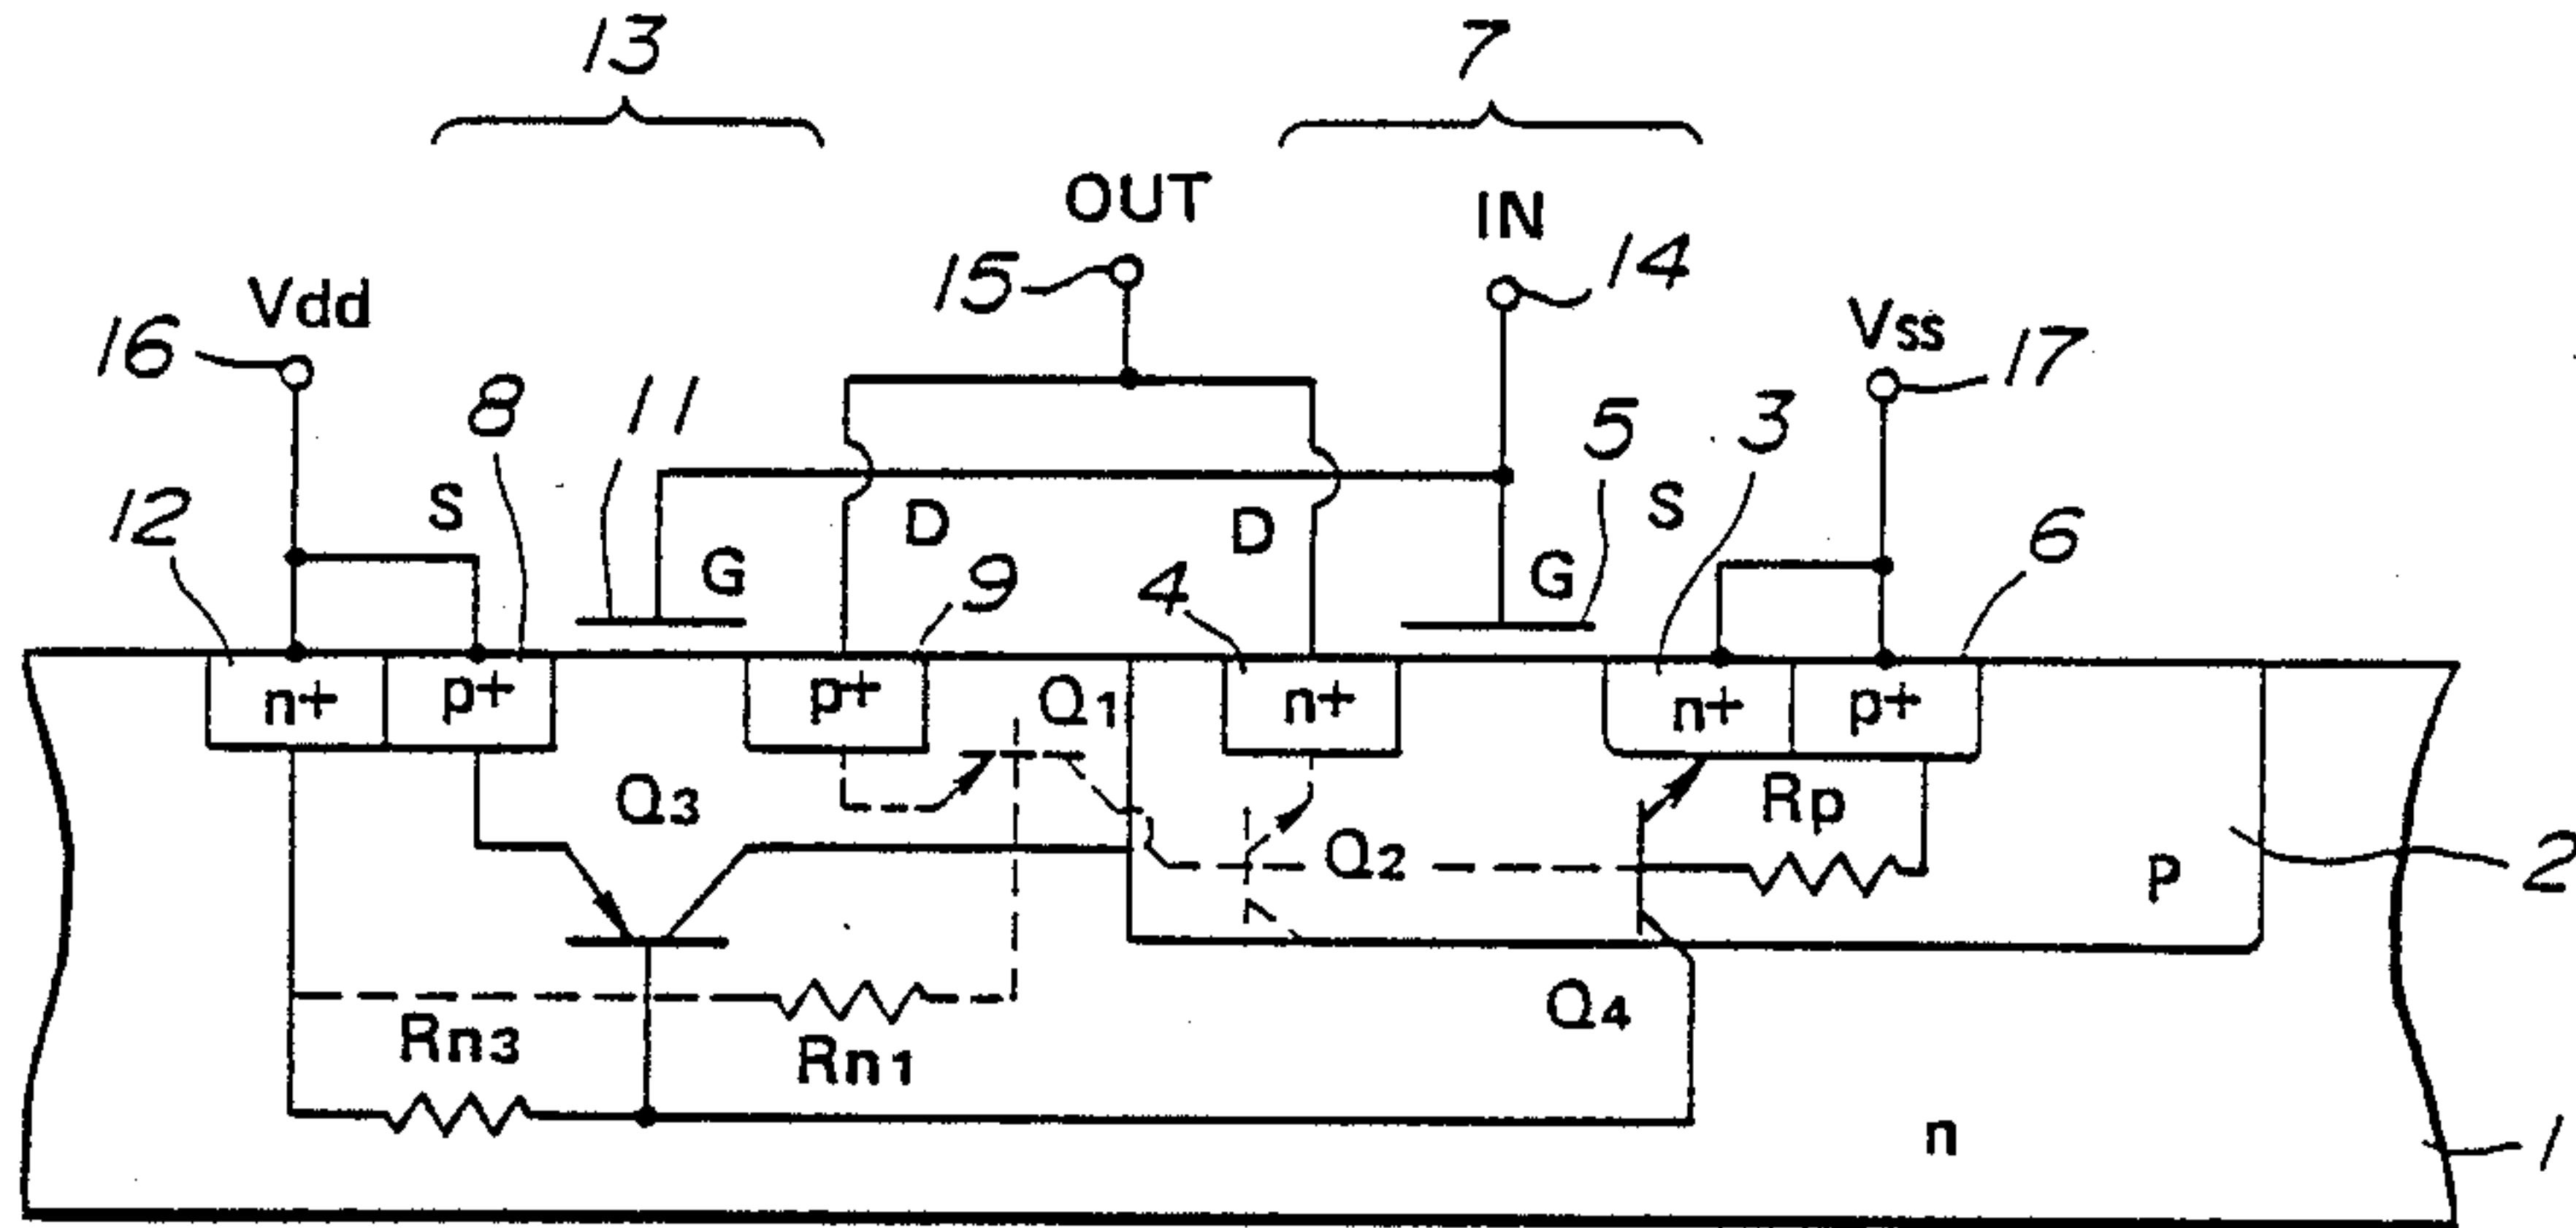 13 7
OUT
IN
15
14
Vdd
16
Vss
17
8 11 5 3
12 S D D S 6
G 9 4 G
n+ p+ p+ Q1 n+ n+ p+
Q3 Rp
Q2 P 2
Rn3 Rn1 Q4
n 1